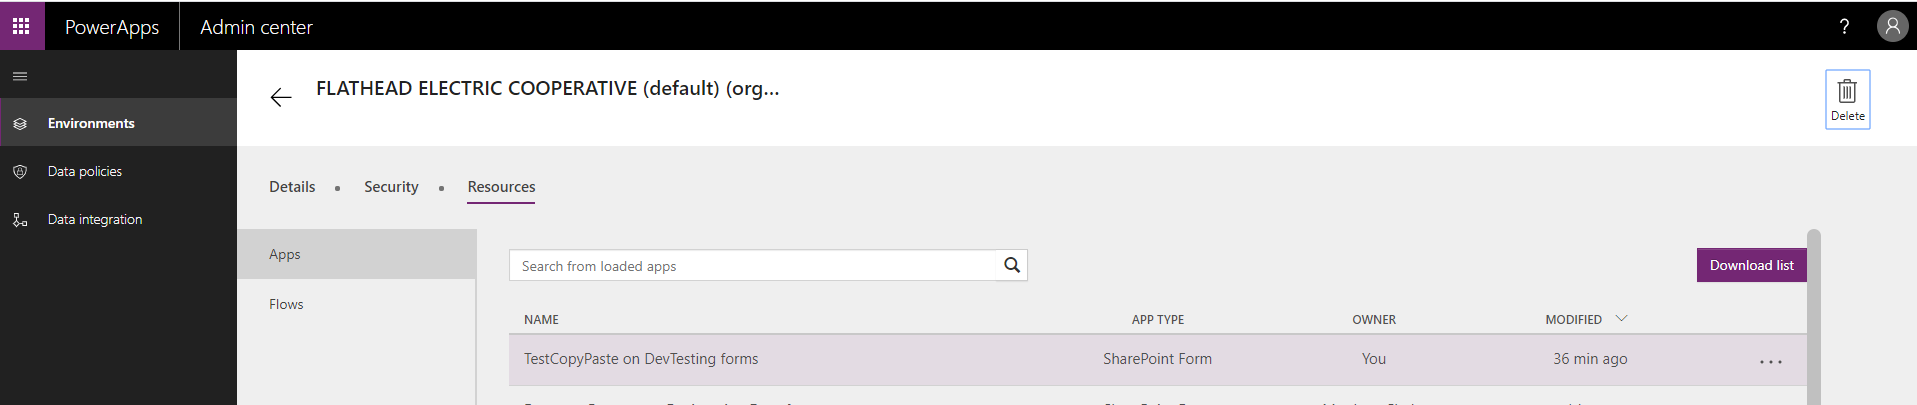 PowerApps
Admin center
?
FLATHEAD ELECTRIC COOPERATIVE (default) (org...
Delete
Environments
Data policies
Data integration
Details • Security • Resources
Apps
Flows
Search from loaded apps
Download list
NAME APP TYPE OWNER MODIFIED
TestCopyPaste on DevTesting forms SharePoint Form You 36 min ago ...